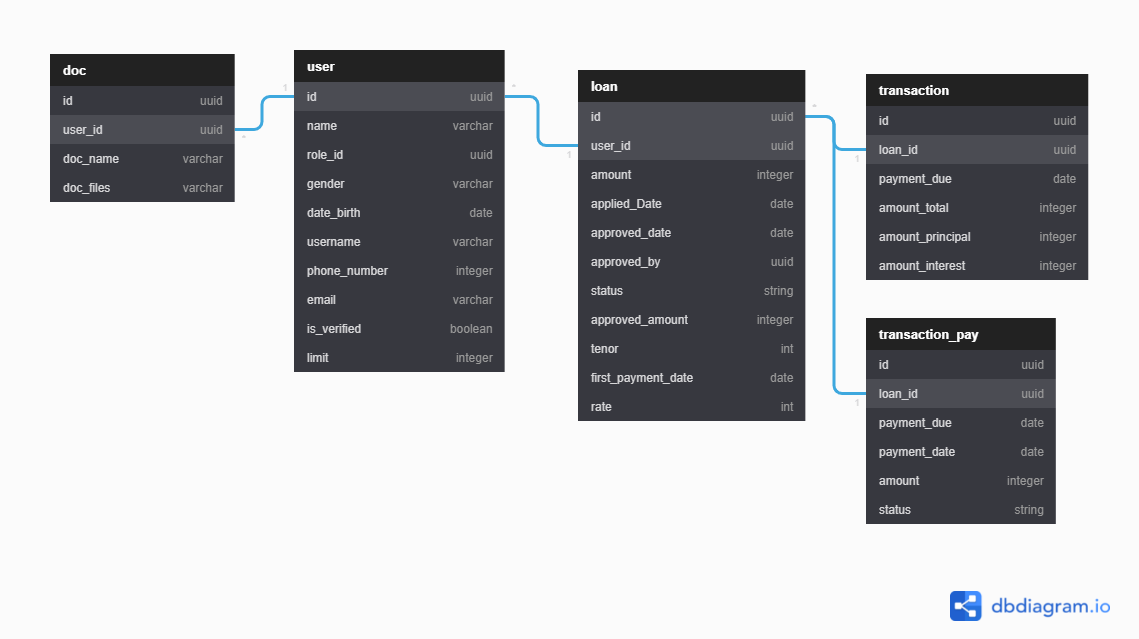 doc
id uuid
user_id uuid
doc_name varchar
doc_files varchar
user
id uuid
name varchar
role_id uuid
gender varchar
date_birth date
username varchar
phone_number integer
email varchar
is_verified boolean
limit integer
loan
id uuid
user_id uuid
amount integer
applied_Date date
approved_date date
approved_by uuid
status string
approved_amount integer
tenor int
first_payment_date date
rate int
transaction
id uuid
loan_id uuid
payment_due date
amount_total integer
amount_principal integer
amount_interest integer
transaction_pay
id uuid
loan_id uuid
payment_due date
payment_date date
amount integer
status string
1
*
*
1
*
1
1
dbdiagram.io